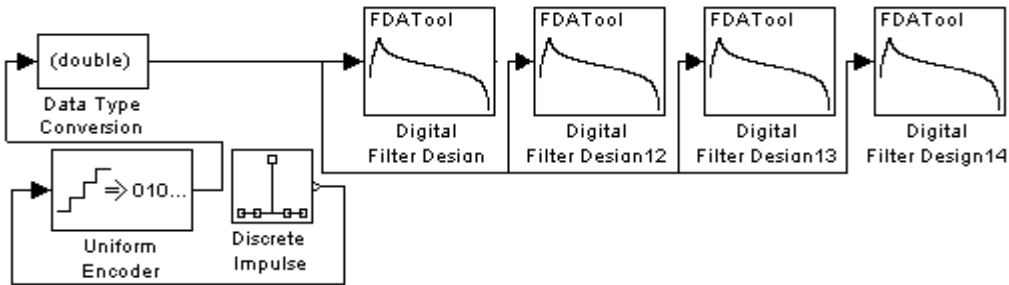 FDATool FDATool FDATool FDATool
(double)
Data Type
Conversion
Digital
Filter Design
Digital
Filter Design12
Digital
Filter Design13
Digital
Filter Design14
010...
Uniform
Encoder
Discrete
Impulse